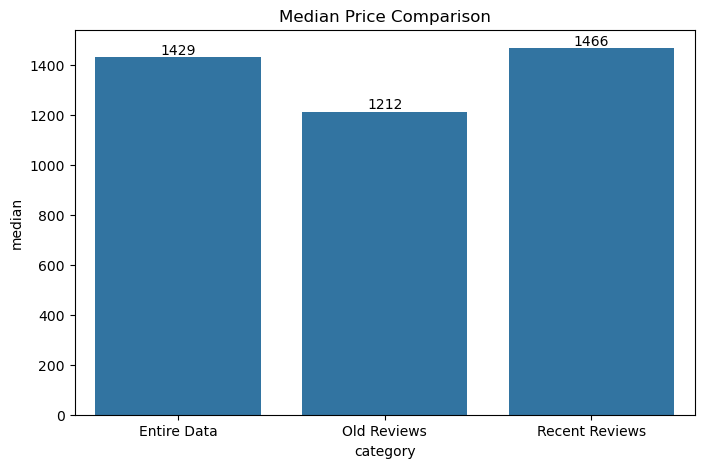 Median Price Comparison
1429
1212
1466
1400
1200
1000
800
600
400
200
0
median
Entire Data
Old Reviews
Recent Reviews
category